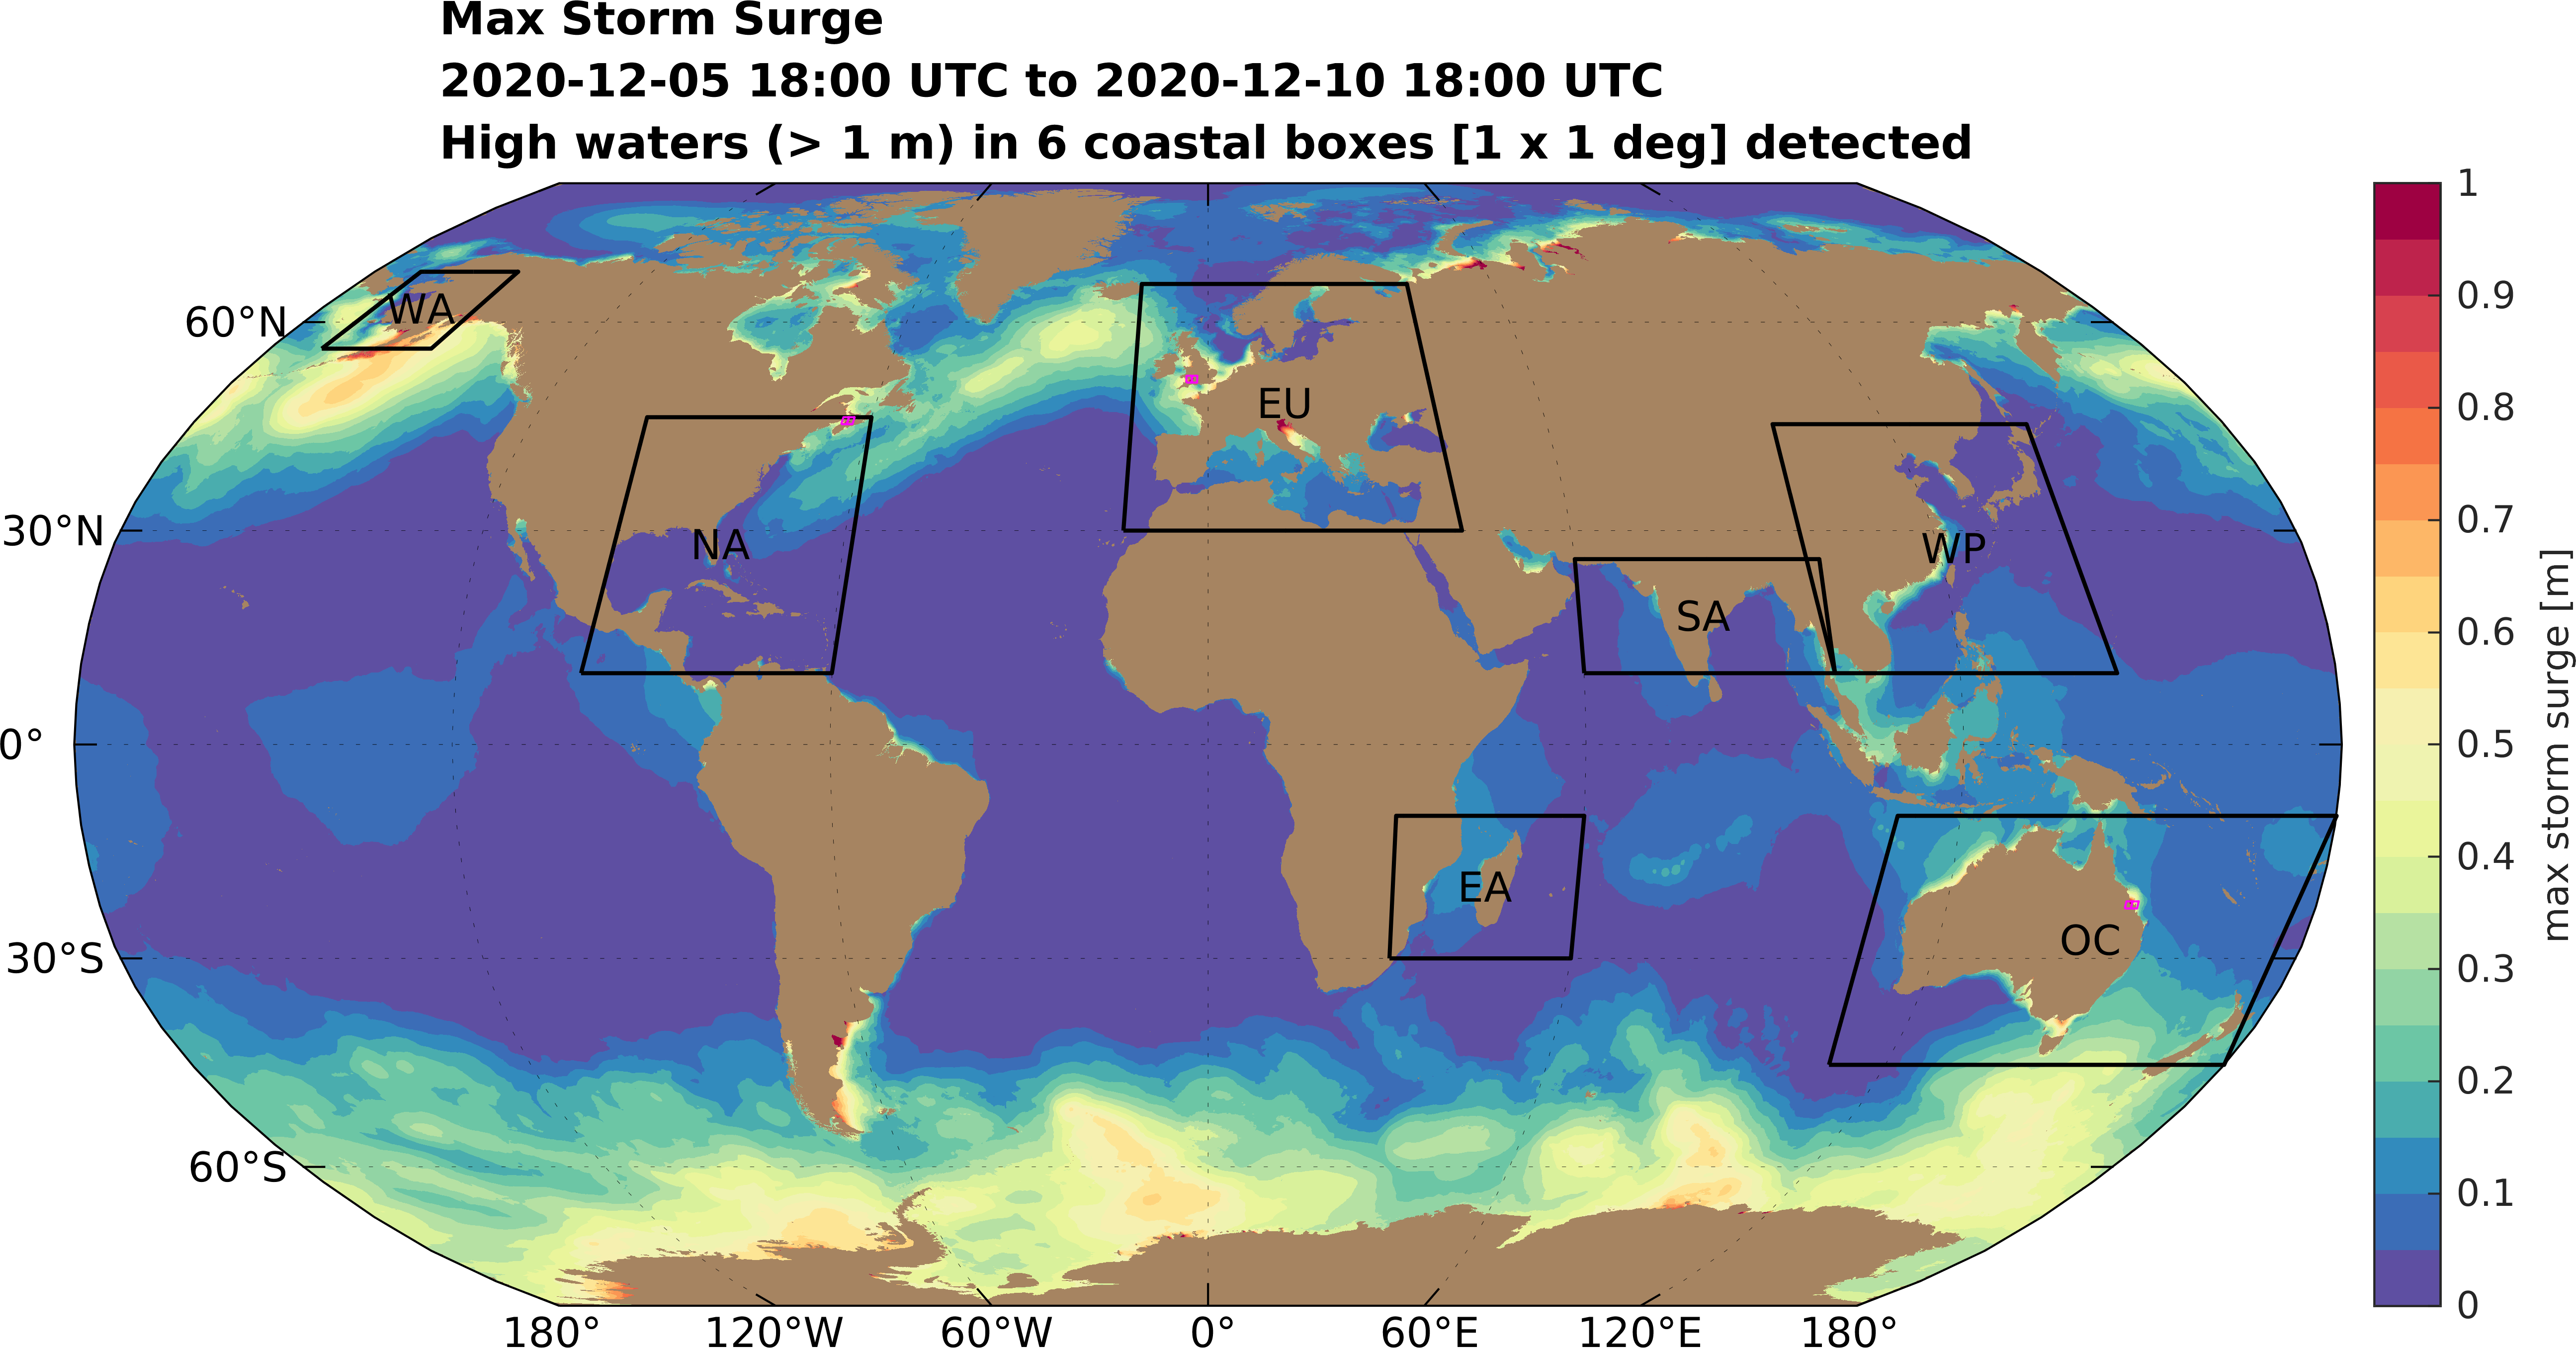 Max Storm Surge
2020-12-05 18:00 UTC to 2020-12-10 18:00 UTC
High waters (> 1 m) in 6 coastal boxes [1 x 1 deg] detected
60°N
30°N
0°
30°S
60°S
180°
120°W
60°W
0°
60°E
120°E
180°
WA
NA
EU
SA
WP
EA
OC
1
0.9
0.8
0.7
0.6
0.5
0.4
0.3
0.2
0.1
0
max storm surge [m]